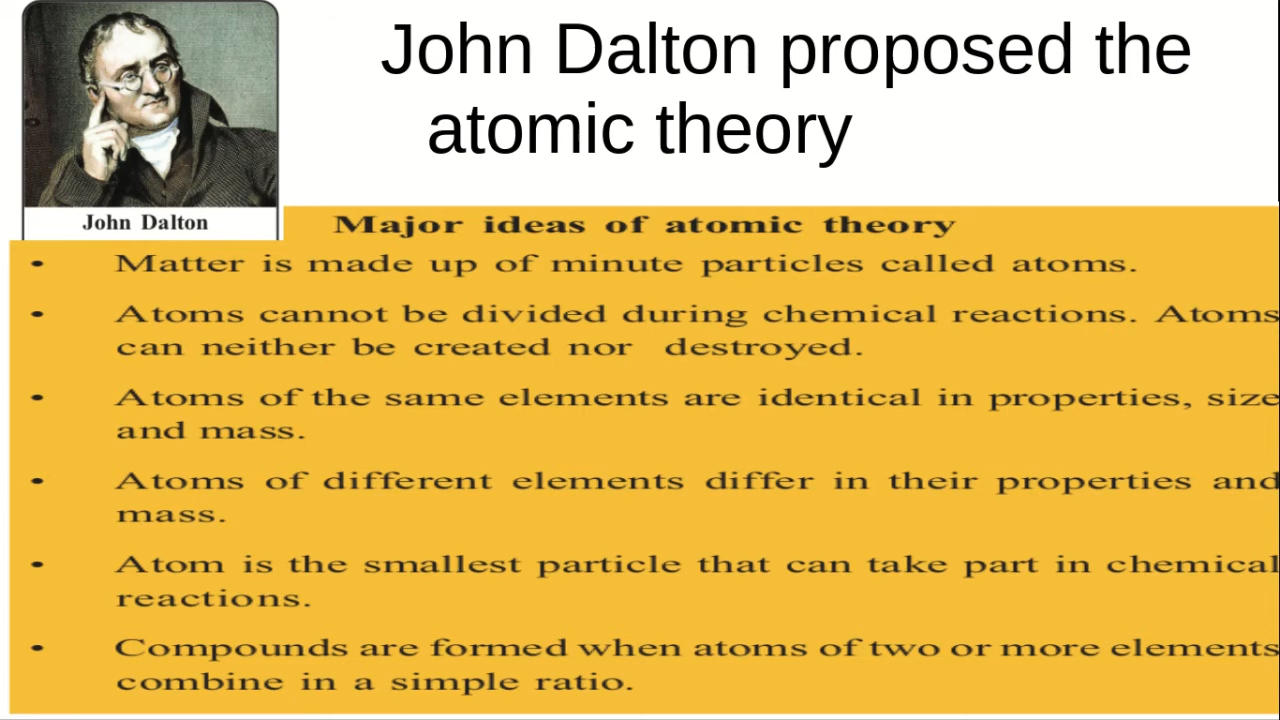 John Dalton proposed the
atomic theory
John Dalton
Major ideas of atomic theory
• Matter is made up of minute particles called atoms.
• Atoms cannot be divided during chemical reactions. Atoms
can neither be created nor destroyed.
• Atoms of the same elements are identical in properties, size
and mass.
• Atoms of different elements differ in their properties and
mass.
• Atom is the smallest particle that can take part in chemical
reactions.
• Compounds are formed when atoms of two or more elements
combine in a simple ratio.